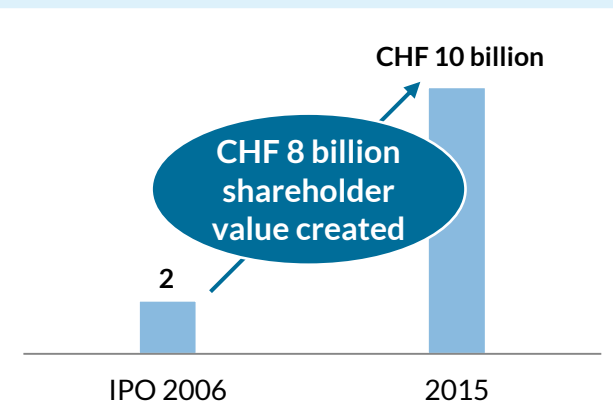 CHF 10 billion
CHF 8 billion
shareholder
value created
2
IPO 2006
2015